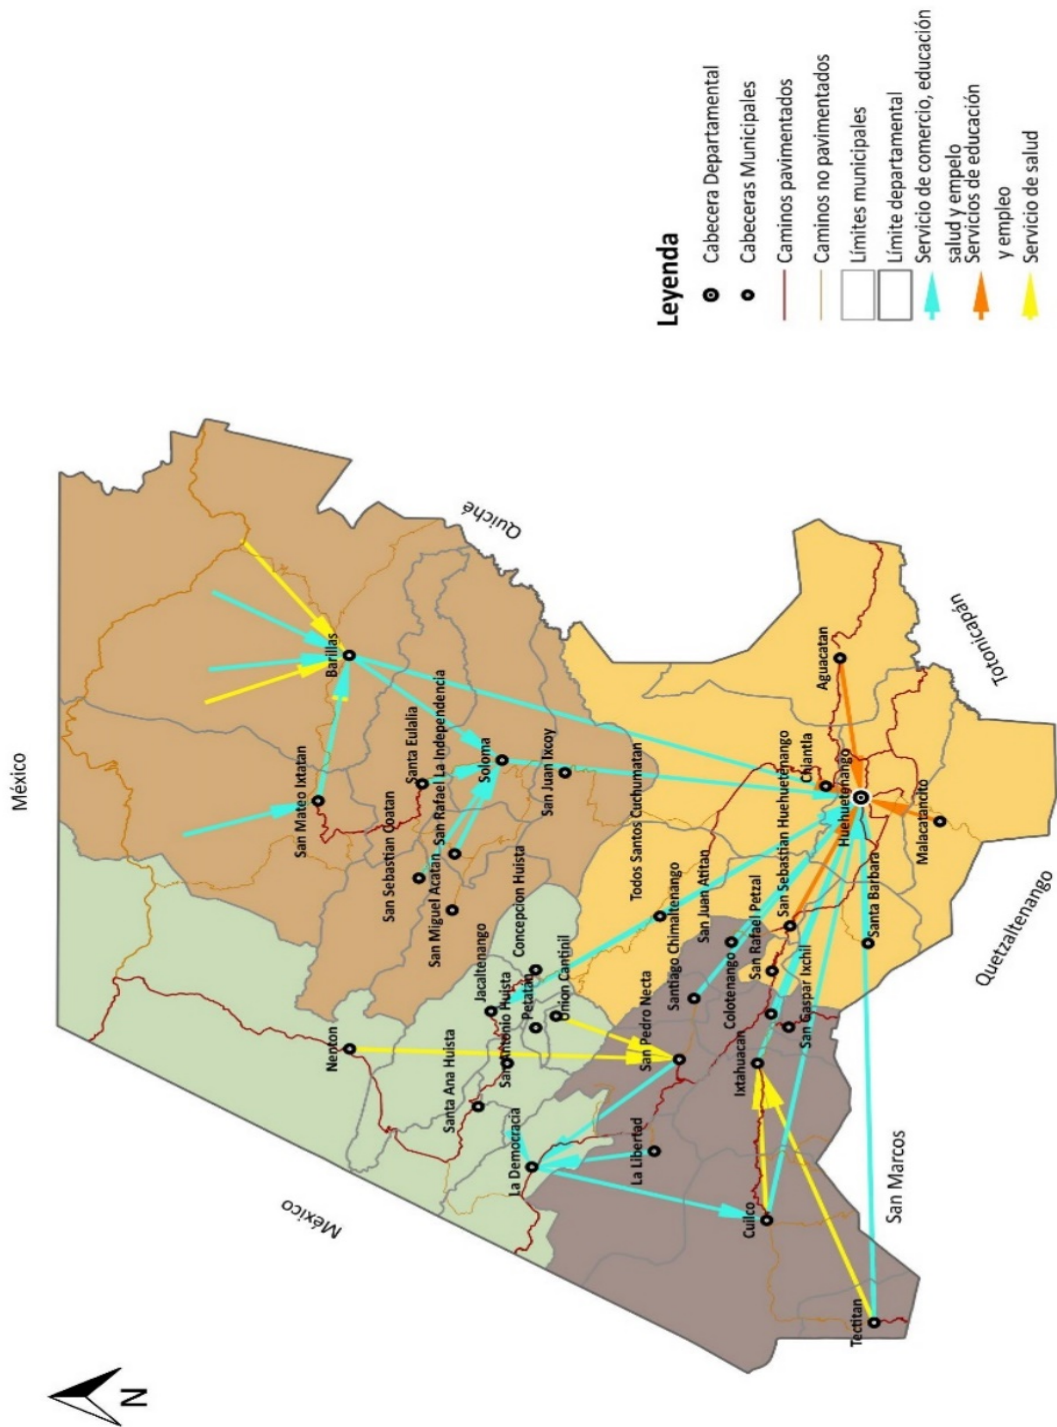 México
México
Quiché
Totonicapán
Quetzaltenango
San Marcos
N
Barillas
San Mateo Ixtatan
Santa Eulalia
San Sebastian Coatan
San Rafael La Independencia
San Miguel Acatan
Soloma
San Juan Ixcoy
Nenton
Jacaltenango
Concepcion Huista
San Antonio Huista
Petatan
Union Cantinil
Santa Ana Huista
La Democracia
La Libertad
San Pedro Necta
Todos Santos Cuchumatan
Santiago Chimaltenango
San Juan Atitan
Colotenango
San Rafael Petzal
San Sebastian Huehuetenango
San Gaspar Ixchil
Ixtahuacan
Cuilco
Tectitan
Aguacatan
Chiantla
Huehuetenango
Malacatancito
Santa Barbara
Leyenda
Cabecera Departamental
Cabeceras Municipales
Caminos pavimentados
Caminos no pavimentados
Límites municipales
Límite departamental
Servicio de comercio, educación
salud y empelo
Servicios de educación
y empleo
Servicio de salud